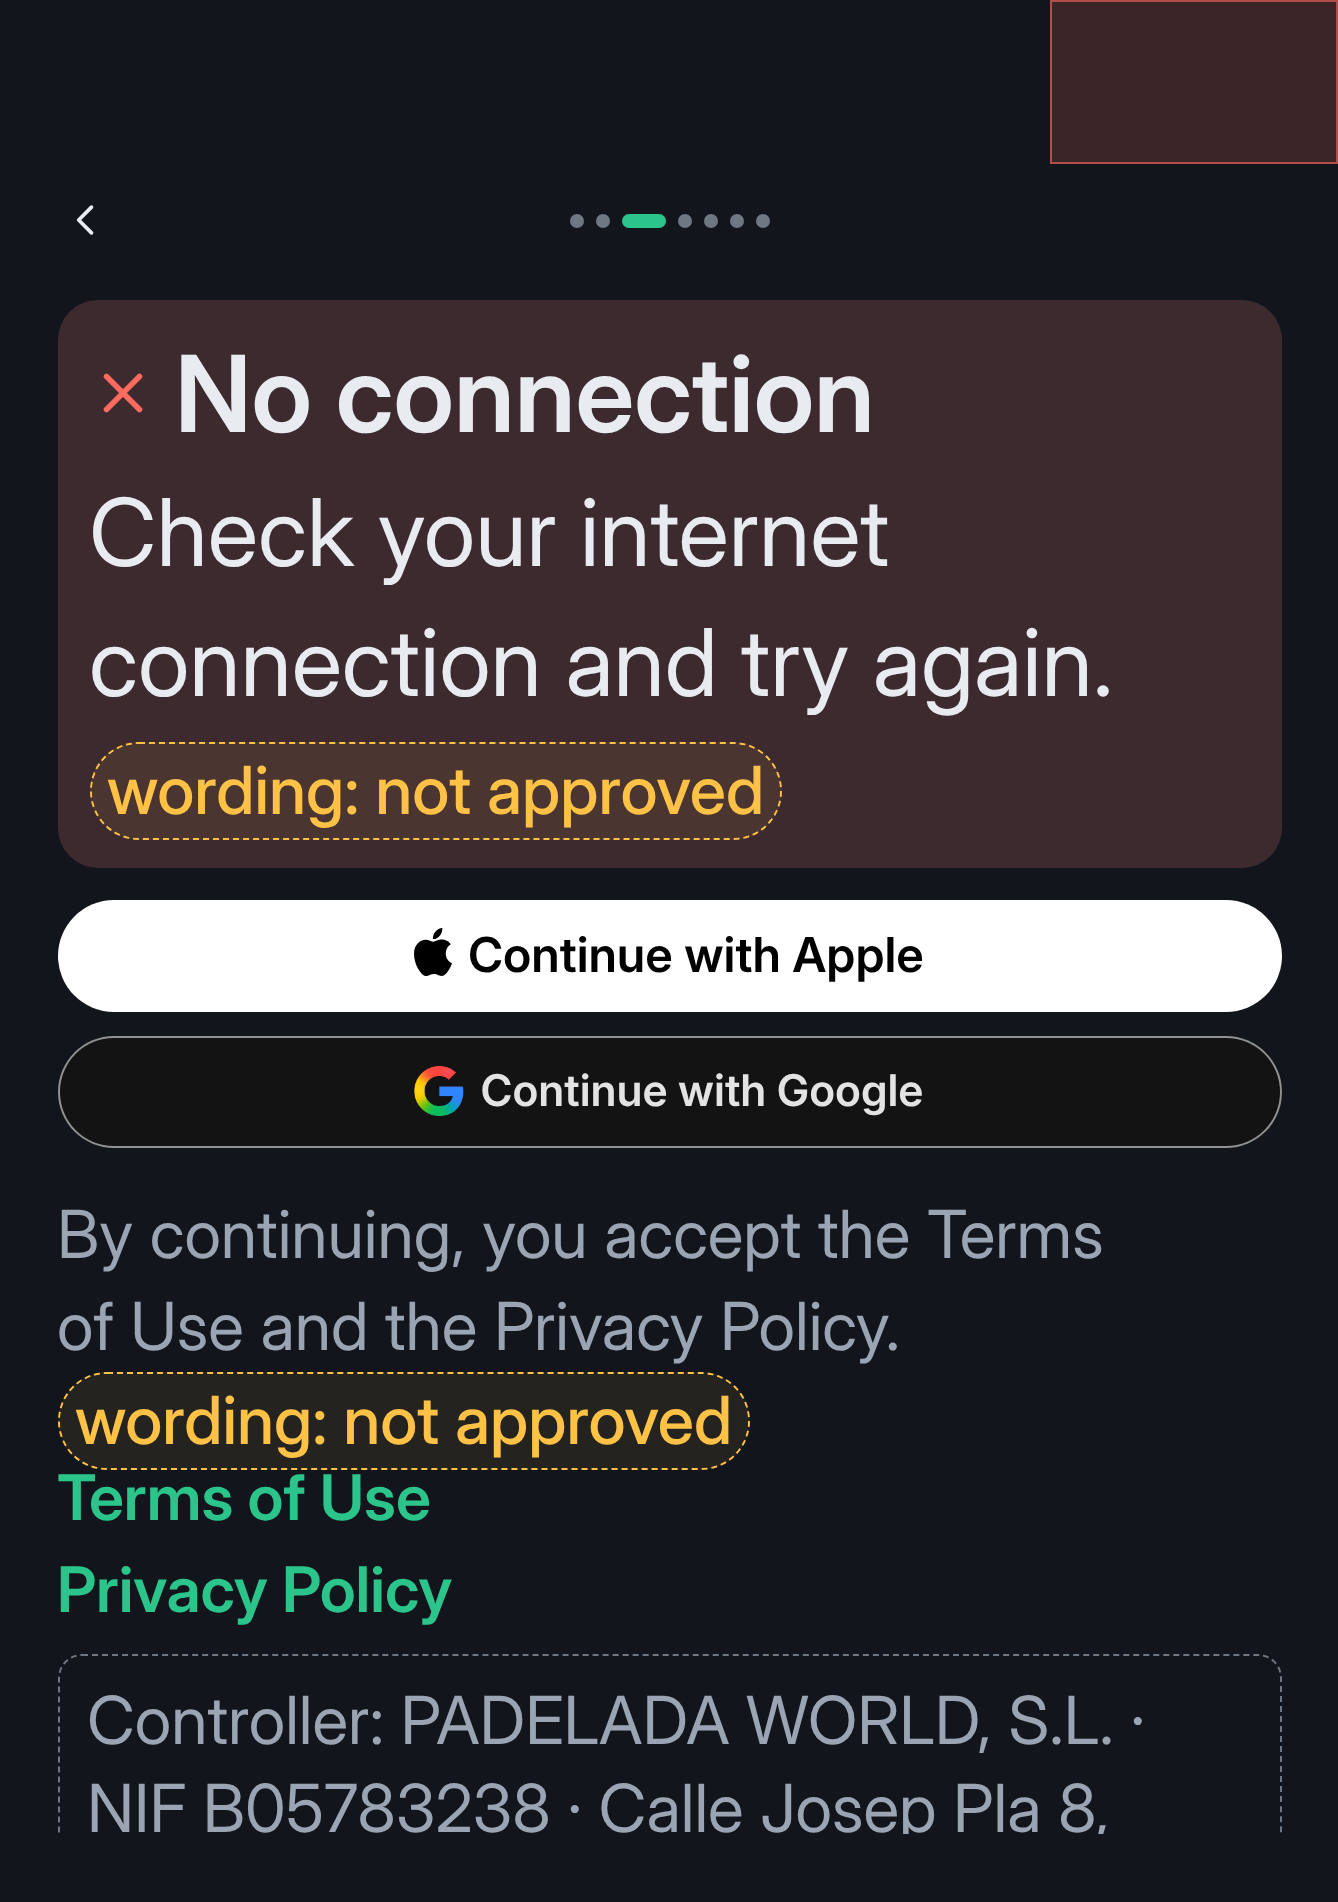 No connection
Check your internet
connection and try again.
wording: not approved
Continue with Apple
Continue with Google
By continuing, you accept the Terms
of Use and the Privacy Policy.
wording: not approved
Terms of Use
Privacy Policy
Controller: PADELADA WORLD, S.L. ·
NIF B05783238 · Calle Josep Pla 8,